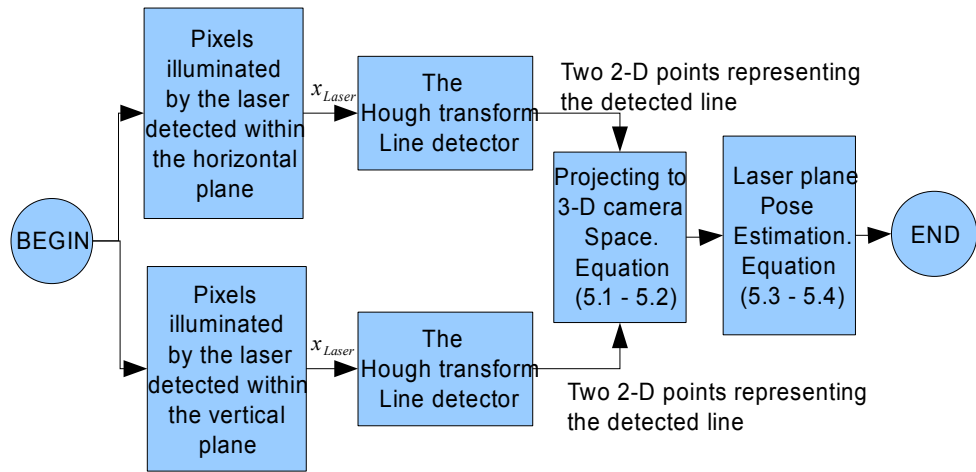 BEGIN
Pixels
illuminated
by the laser
detected within
the horizontal
plane
x_Laser
The
Hough transform
Line detector
Two 2-D points representing
the detected line
Pixels
illuminated
by the laser
detected within
the vertical
plane
x_Laser
The
Hough transform
Line detector
Two 2-D points representing
the detected line
Projecting to
3-D camera
Space.
Equation
(5.1 - 5.2)
Laser plane
Pose
Estimation.
Equation
(5.3 - 5.4)
END